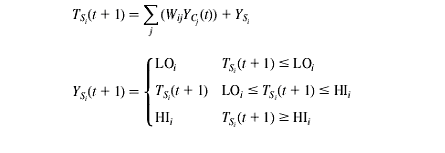 T_{S_i}(t + 1) = ∑_j (W_{ij}Y_{C_j}(t)) + Y_{S_i}
Y_{S_i}(t + 1) = { LO_i   T_{S_i}(t + 1) ≤ LO_i
T_{S_i}(t + 1)   LO_i ≤ T_{S_i}(t + 1) ≤ HI_i
HI_i   T_{S_i}(t + 1) ≥ HI_i